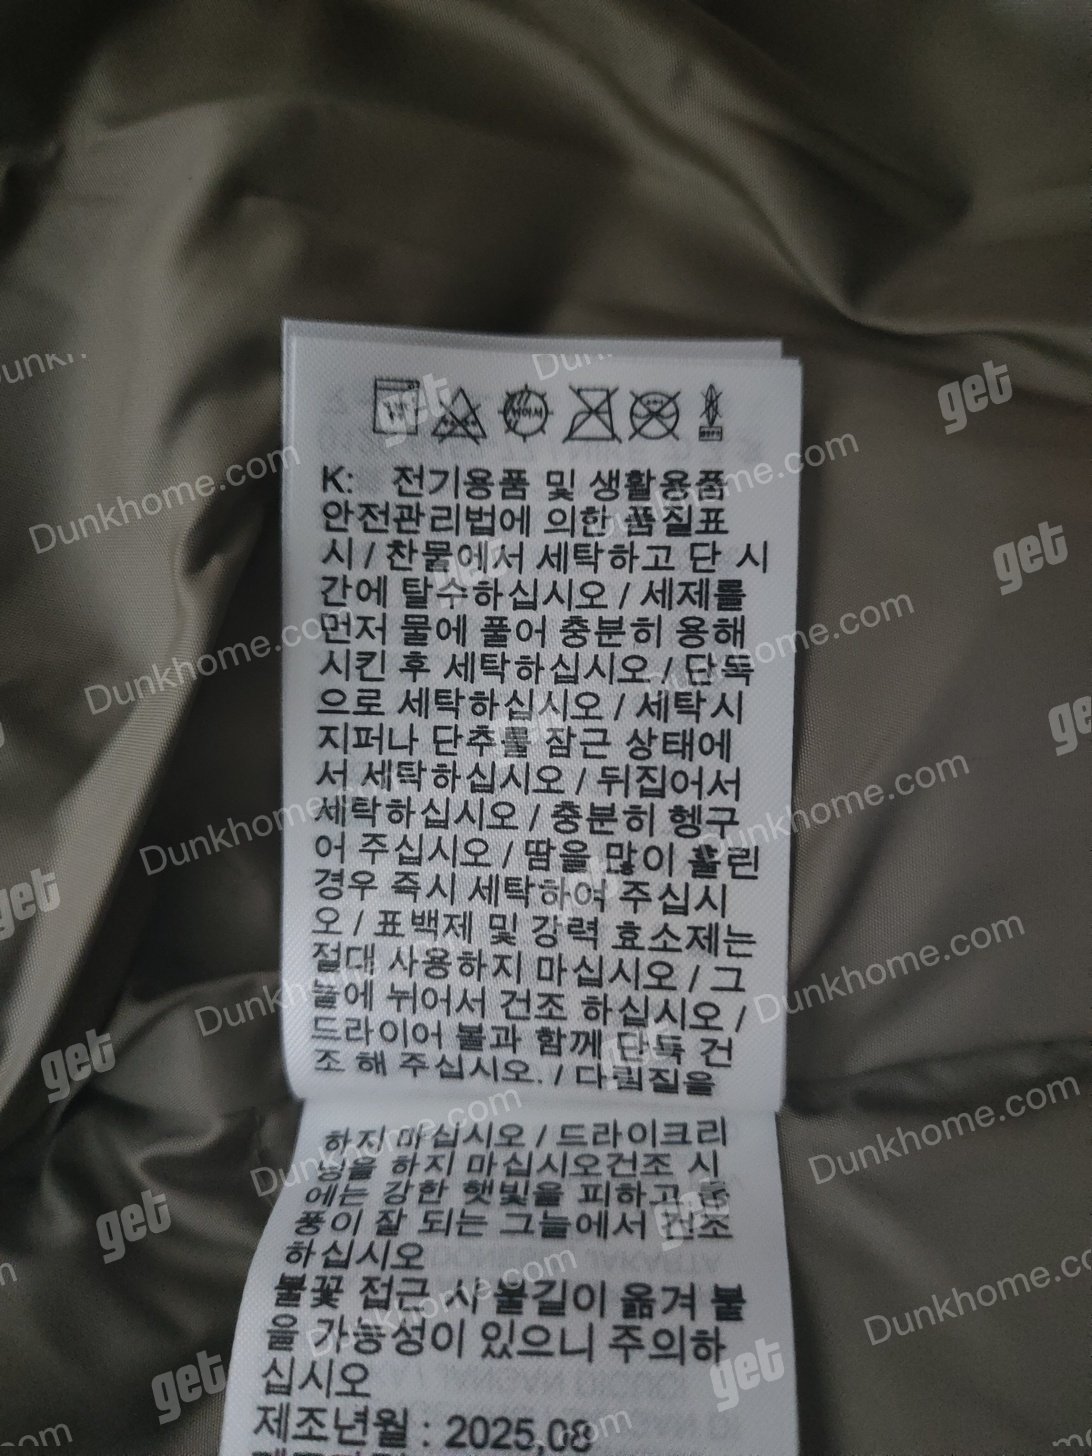 K: 전기용품 및 생활용품
안전관리법에 의한 품질표
시 / 찬물에서 세탁하고 단 시
간에 탈수하십시오 / 세제를
먼저 물에 풀어 충분히 용해
시킨 후 세탁하십시오 / 단독
으로 세탁하십시오 / 세탁시
지퍼나 단추를 잠근 상태에
서 세탁하십시오 / 뒤집어서
세탁하십시오 / 충분히 헹구
어 주십시오 / 땀을 많이 흘린
경우 즉시 세탁하여 주십시
오 / 표백제 및 강력 효소제는
절대 사용하지 마십시오 / 그
늘에 뉘어서 건조 하십시오 /
드라이어 볼과 함께 단독 건
조 해 주십시오. / 다림질을
하지 마십시오 / 드라이크리
닝을 하지 마십시오건조 시
에는 강한 햇빛을 피하고 통
풍이 잘 되는 그늘에서 건조
하십시오
불꽃 접근 시 불길이 옮겨 붙
을 가능성이 있으니 주의하
십시오
제조년월 : 2025.08
get
Dunkhome.com